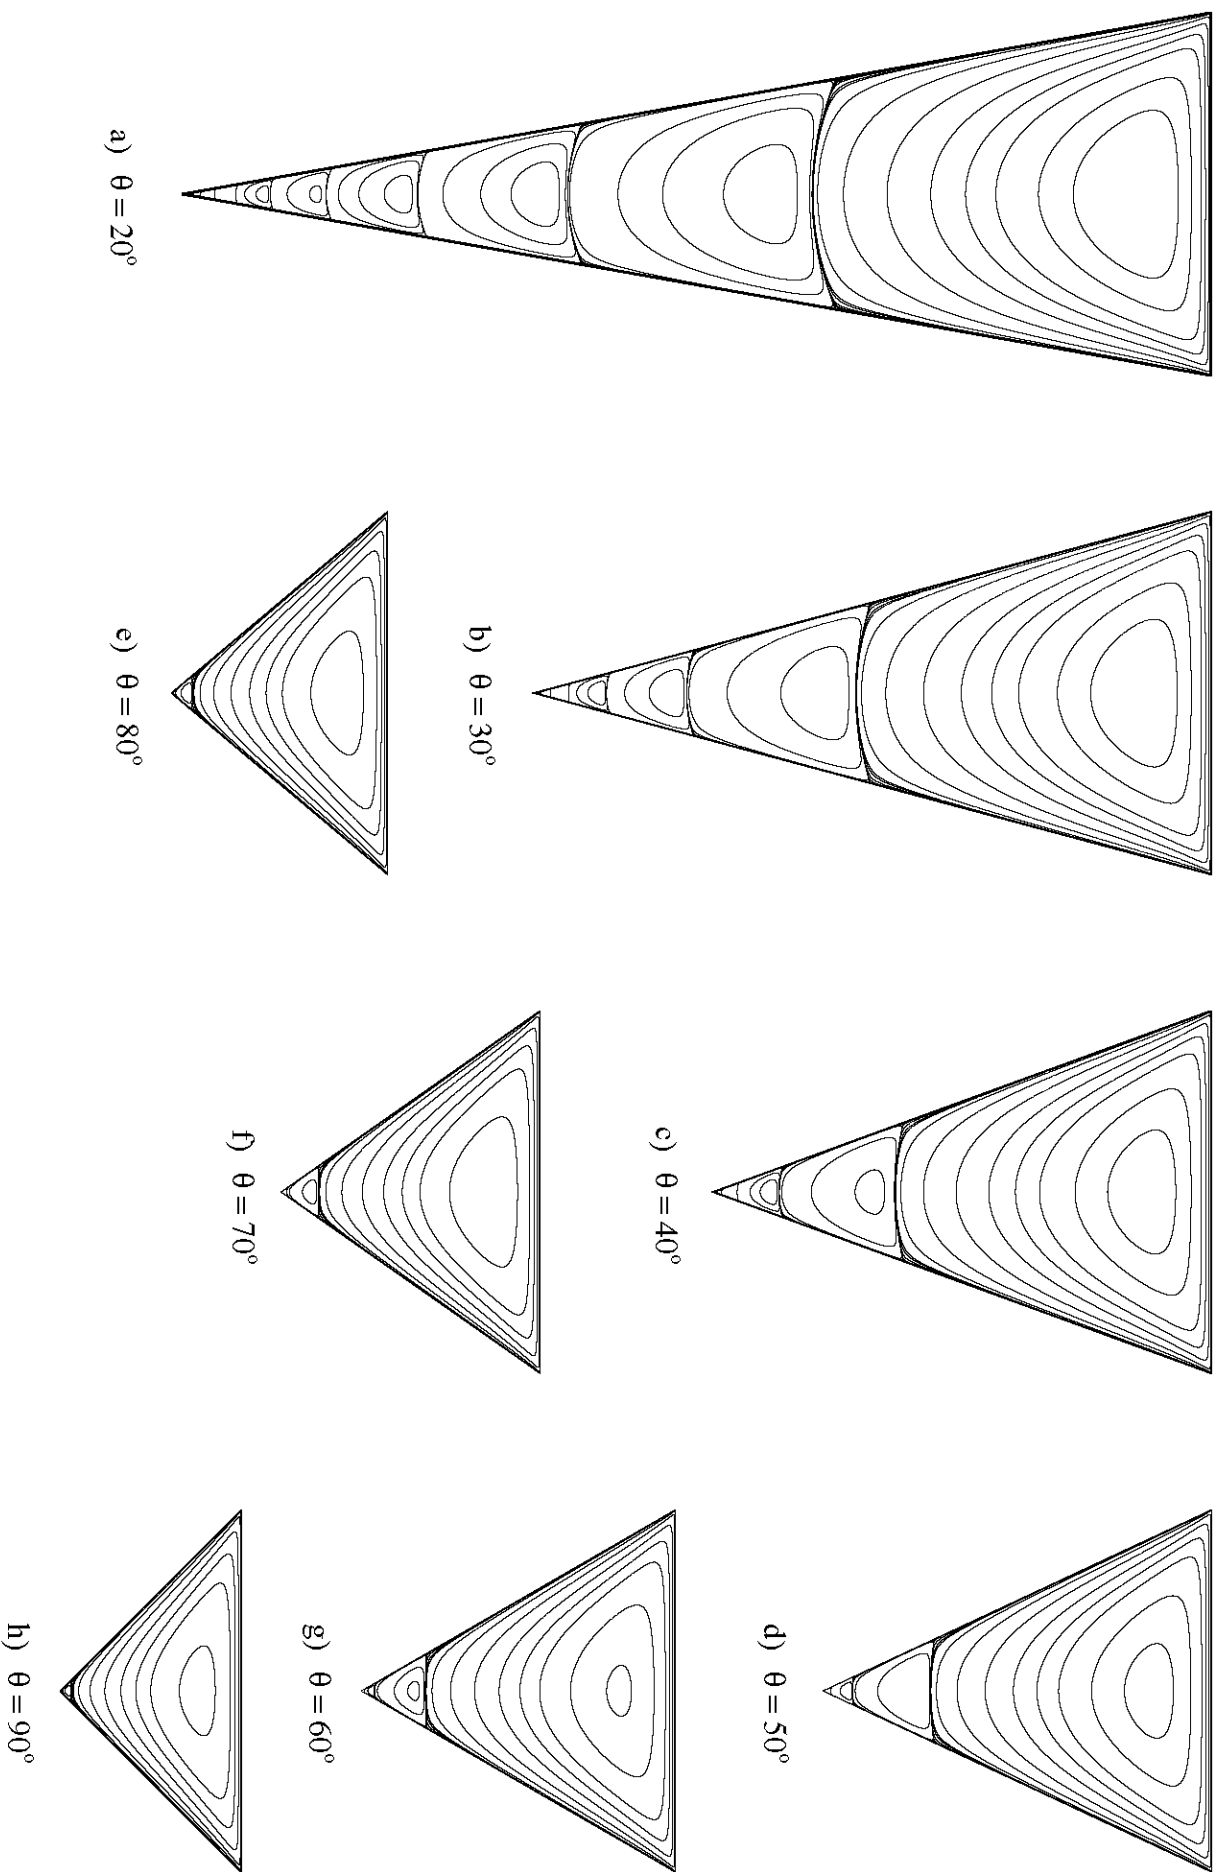 a) θ = 20°
b) θ = 30°
c) θ = 40°
d) θ = 50°
e) θ = 80°
f) θ = 70°
g) θ = 60°
h) θ = 90°